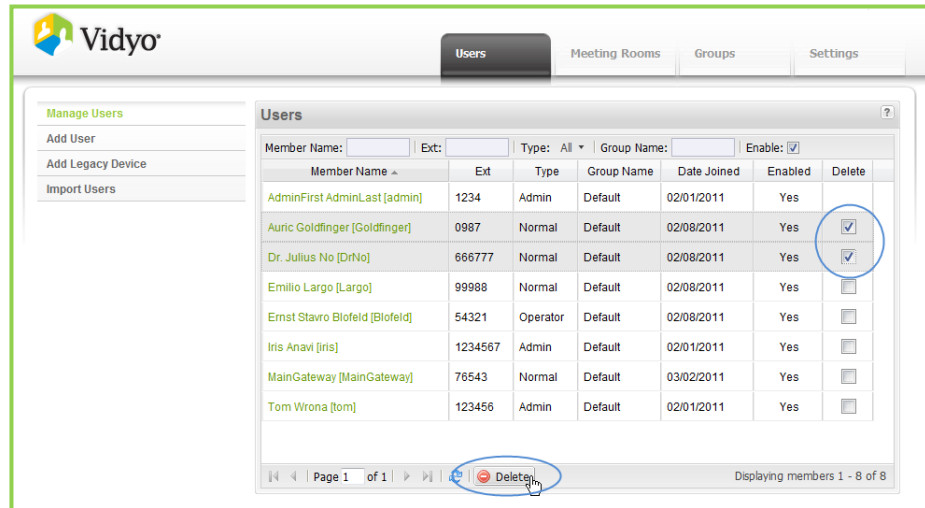 Vidyo
Users Meeting Rooms Groups Settings
Manage Users
Add User
Add Legacy Device
Import Users
Users ?
Member Name: Ext: Type: All Group Name: Enable:
Member Name Ext Type Group Name Date Joined Enabled Delete
AdminFirst AdminLast [admin] 1234 Admin Default 02/01/2011 Yes
Auric Goldfinger [Goldfinger] 0987 Normal Default 02/08/2011 Yes
Dr. Julius No [DrNo] 666777 Normal Default 02/08/2011 Yes
Emilio Largo [Largo] 99988 Normal Default 02/08/2011 Yes
Ernst Stavro Blofeld [Blofeld] 54321 Operator Default 02/08/2011 Yes
Iris Anavi [iris] 1234567 Admin Default 02/01/2011 Yes
MainGateway [MainGateway] 76543 Normal Default 03/02/2011 Yes
Tom Wrona [tom] 123456 Admin Default 02/01/2011 Yes
Page 1 of 1 Delete Displaying members 1 - 8 of 8